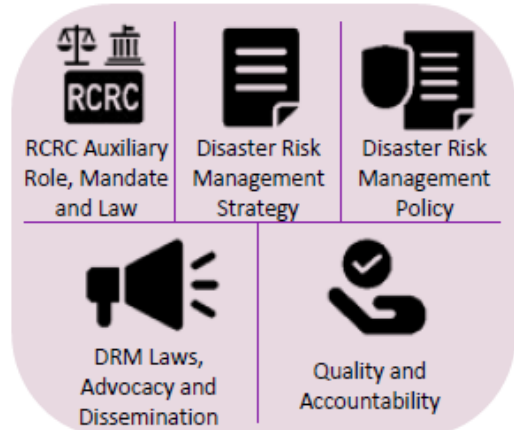 RCRC
RCRC Auxiliary
Role, Mandate
and Law
Disaster Risk
Management
Strategy
Disaster Risk
Management
Policy
DRM Laws,
Advocacy and
Dissemination
Quality and
Accountability